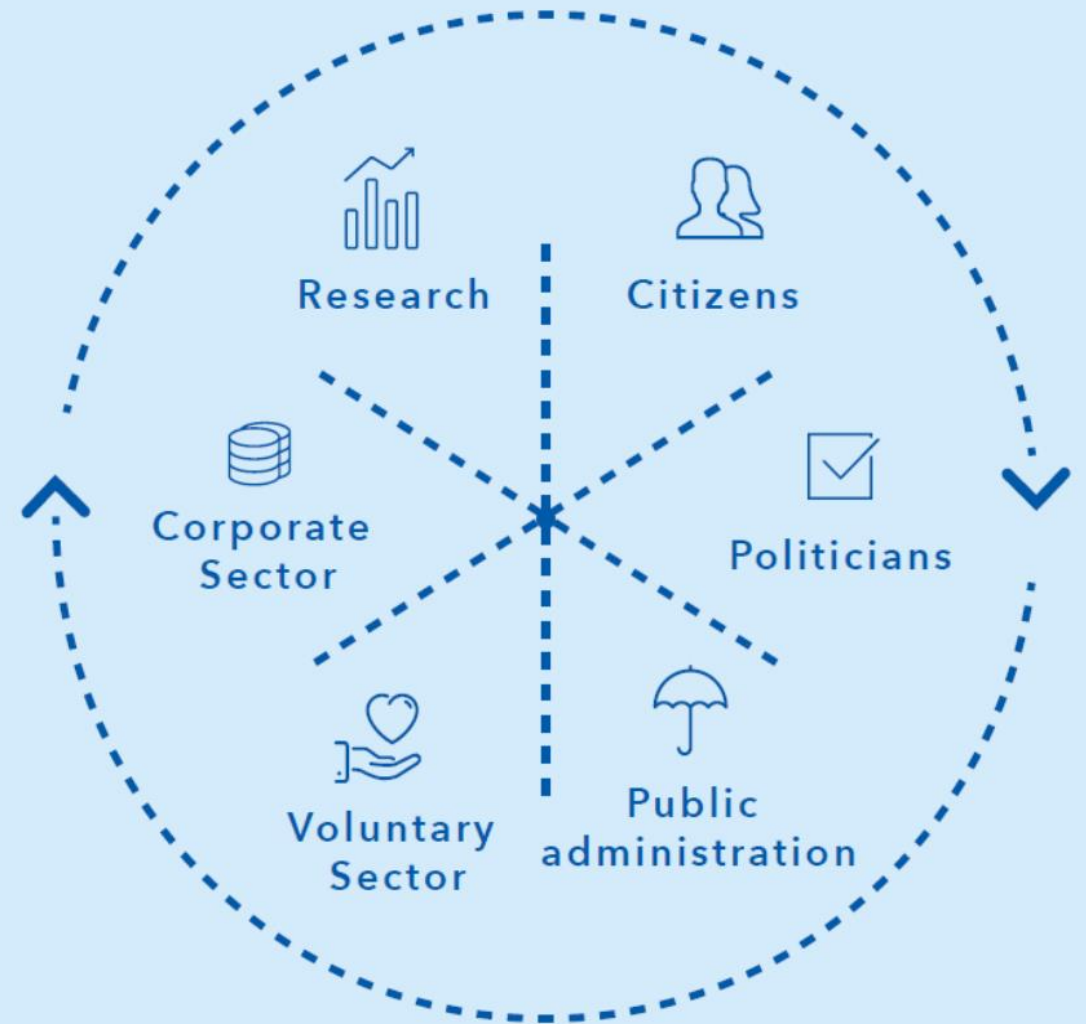 Research
Citizens
Corporate
Sector
Politicians
Voluntary
Sector
Public
administration